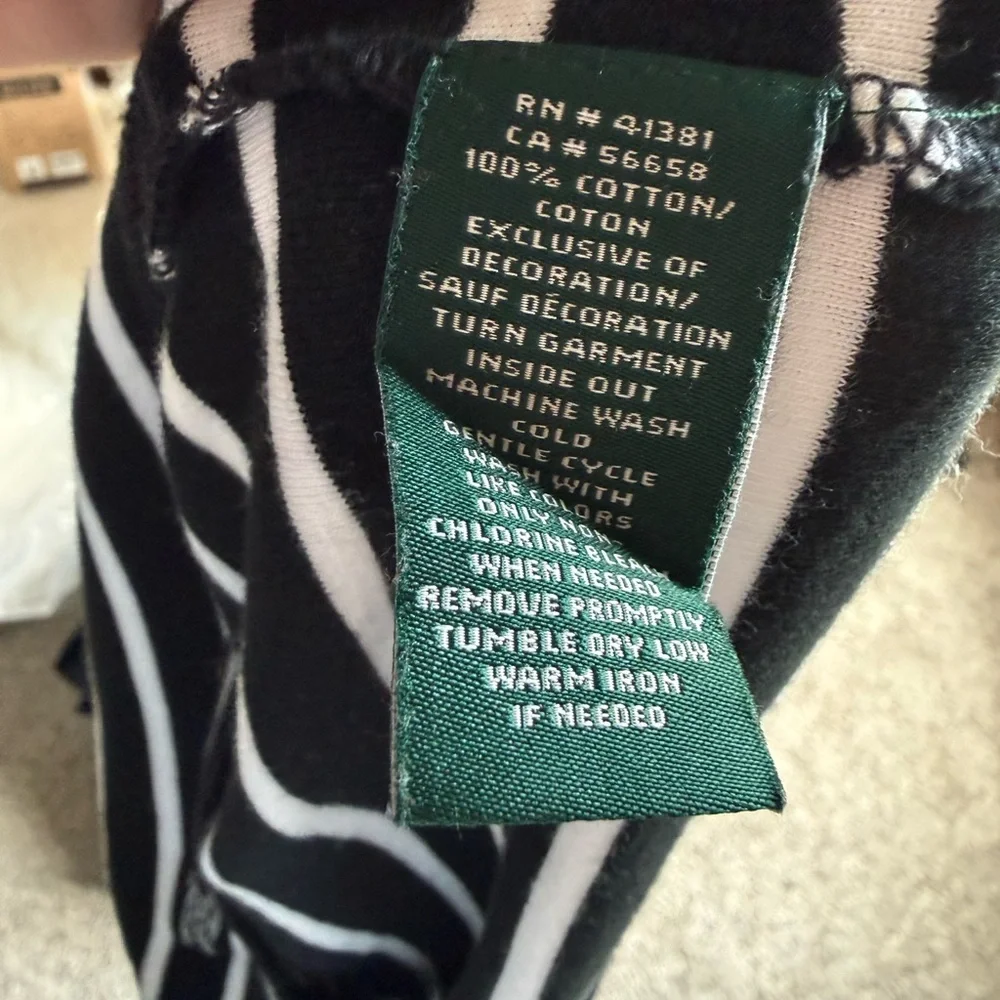 RN # 41381
CA # 56658
100% COTTON/
COTON
EXCLUSIVE OF
DECORATION/
SAUF DÉCORATION
TURN GARMENT
INSIDE OUT
MACHINE WASH
COLD
GENTLE CYCLE
WASH WITH
LIKE COLORS
ONLY NON
CHLORINE BLEA
WHEN NEEDED
REMOVE PROMPTLY
TUMBLE DRY LOW
WARM IRON
IF NEEDED